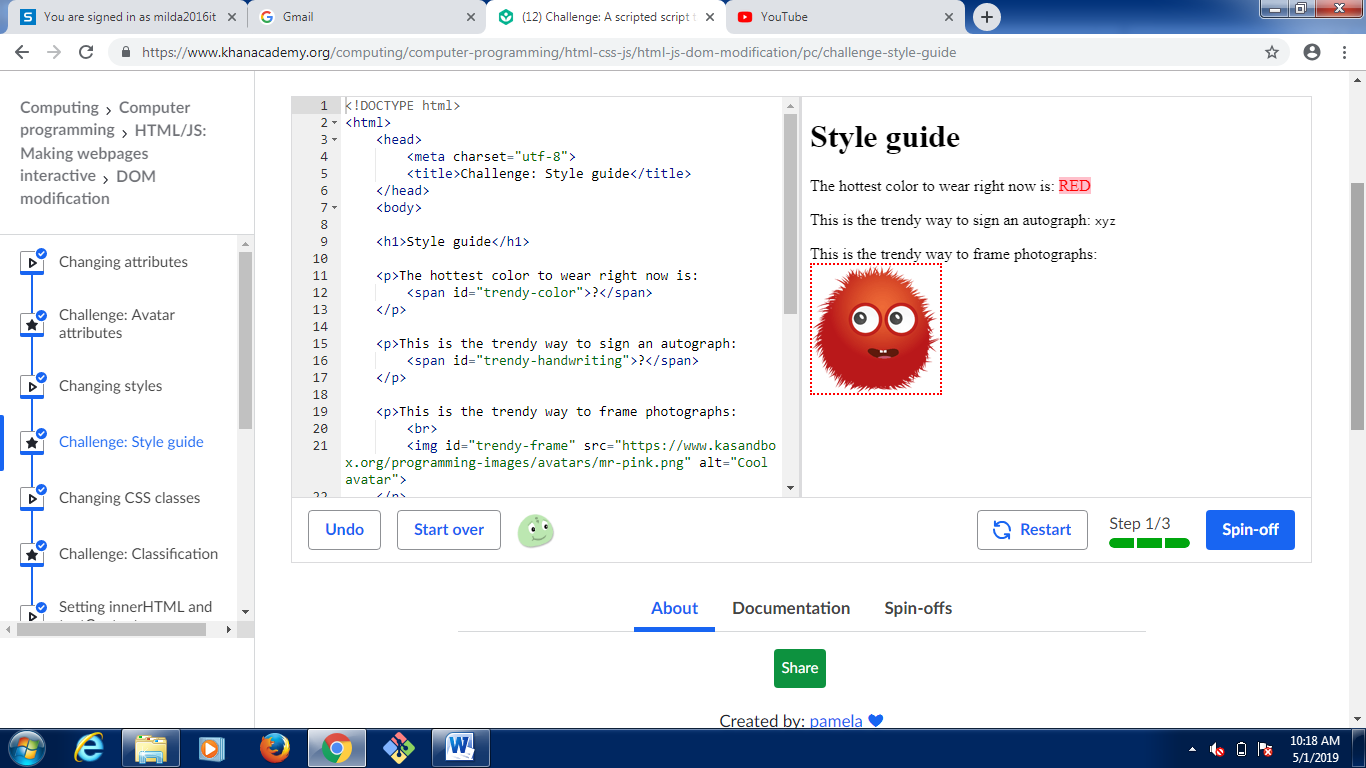 You are signed in as milda2016it
Gmail
(12) Challenge: A scripted script t
YouTube
https://www.khanacademy.org/computing/computer-programming/html-css-js/html-js-dom-modification/pc/challenge-style-guide
Computing > Computer
programming > HTML/JS:
Making webpages
interactive > DOM
modification
Changing attributes
Challenge: Avatar
attributes
Changing styles
Challenge: Style guide
Changing CSS classes
Challenge: Classification
Setting innerHTML and
1 <!DOCTYPE html>
2 <html>
3 <head>
4 <meta charset="utf-8">
5 <title>Challenge: Style guide</title>
6 </head>
7 <body>
8
9 <h1>Style guide</h1>
10
11 <p>The hottest color to wear right now is:
12 <span id="trendy-color">?</span>
13 </p>
14
15 <p>This is the trendy way to sign an autograph:
16 <span id="trendy-handwriting">?</span>
17 </p>
18
19 <p>This is the trendy way to frame photographs:
20 <br>
21 <img id="trendy-frame" src="https://www.kasandbo
x.org/programming-images/avatars/mr-pink.png" alt="Cool
avatar">
22 </p>
Style guide
The hottest color to wear right now is: RED
This is the trendy way to sign an autograph: xyz
This is the trendy way to frame photographs:
Undo
Start over
Restart
Step 1/3
Spin-off
About
Documentation
Spin-offs
Share
Created by: pamela
10:18 AM
5/1/2019